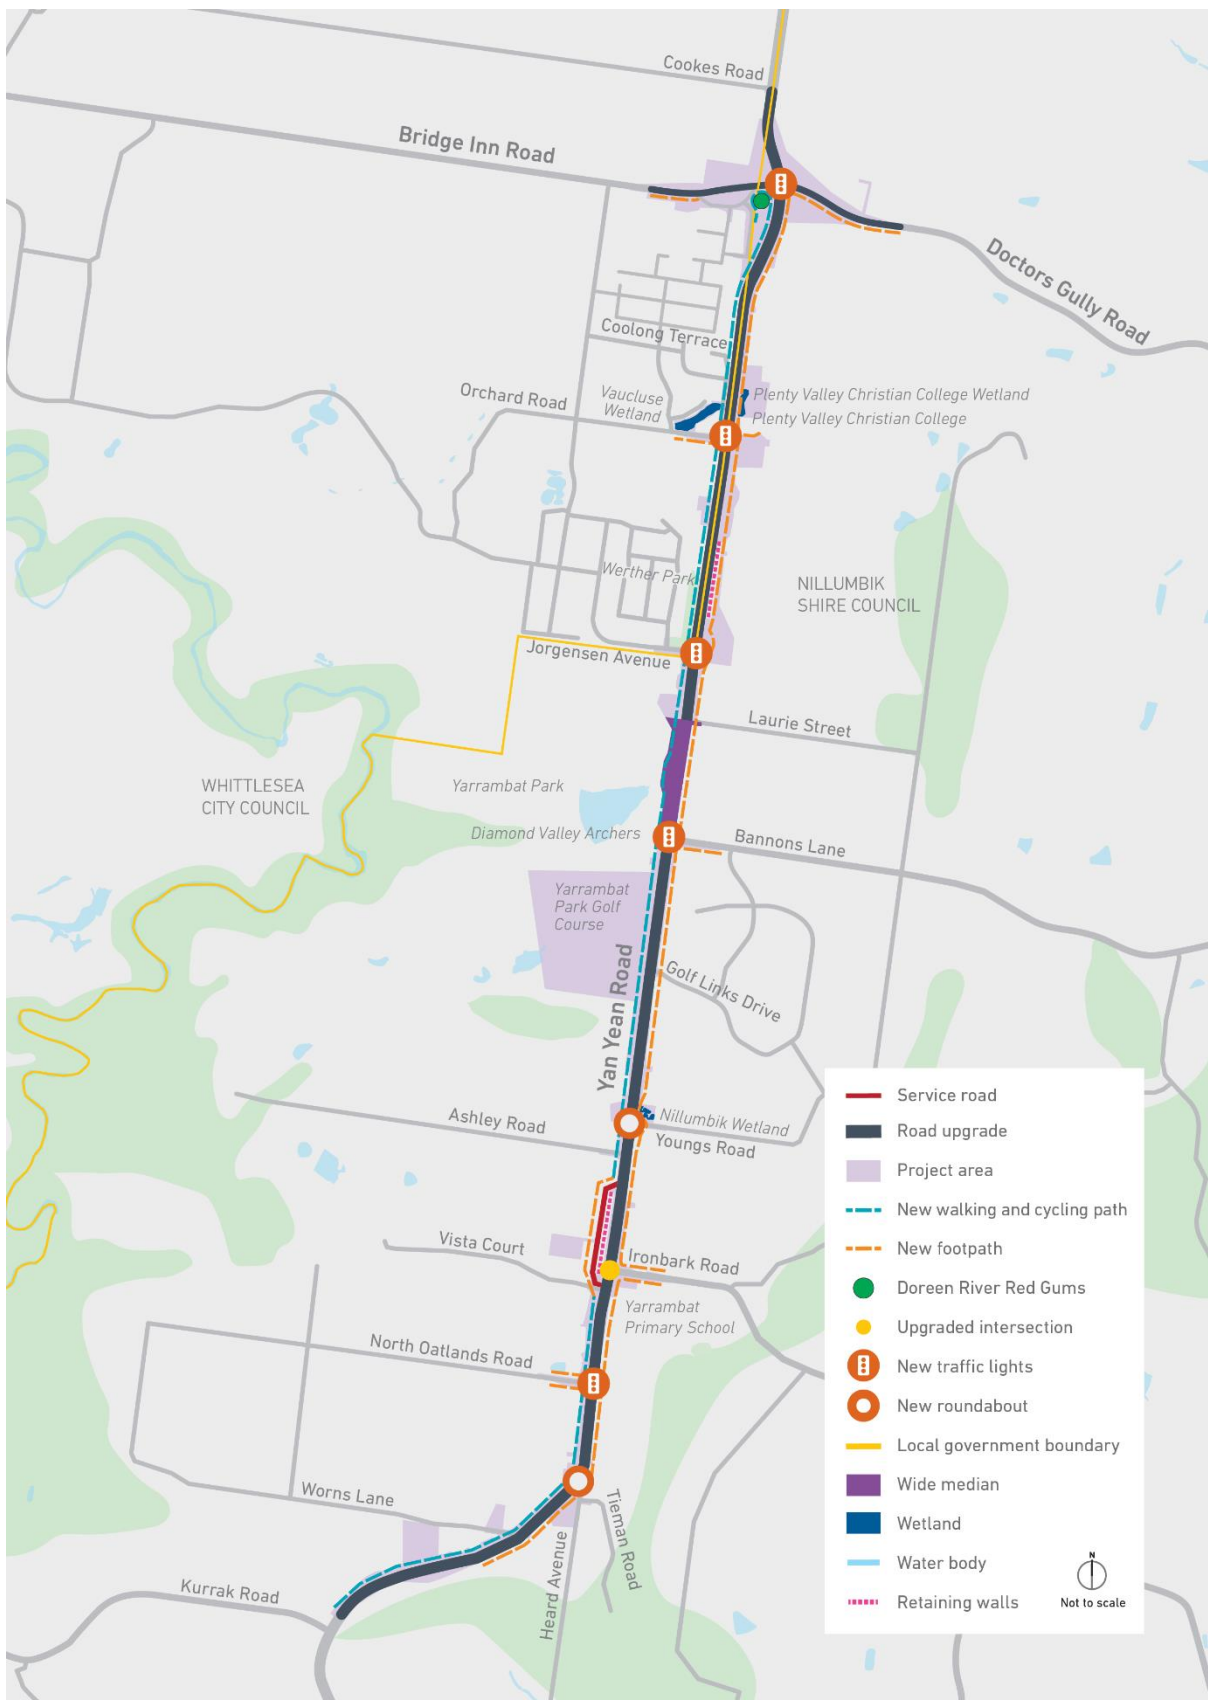 Cookes Road
Bridge Inn Road
Doctors Gully Road
Coolong Terrace
Orchard Road
Vaucluse
Wetland
Plenty Valley Christian College Wetland
Plenty Valley Christian College
Werther Park
NILLUMBIK
SHIRE COUNCIL
Jorgensen Avenue
Laurie Street
WHITTLESEA
CITY COUNCIL
Yarrambat Park
Diamond Valley Archers
Bannons Lane
Yarrambat
Park Golf
Course
Yan Yean Road
Golf Links Drive
Ashley Road
Nillumbik Wetland
Youngs Road
Vista Court
Ironbark Road
Yarrambat
Primary School
North Oatlands Road
Worns Lane
Tieman Road
Heard Avenue
Kurrak Road
Service road
Road upgrade
Project area
New walking and cycling path
New footpath
Doreen River Red Gums
Upgraded intersection
New traffic lights
New roundabout
Local government boundary
Wide median
Wetland
Water body
Retaining walls
N
Not to scale